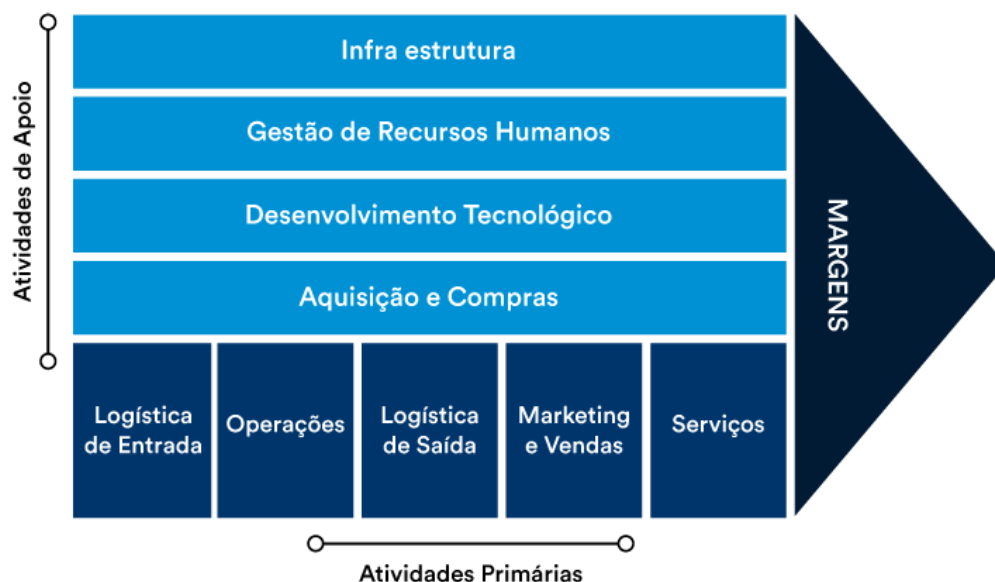 Atividades de Apoio
Infra estrutura
Gestão de Recursos Humanos
Desenvolvimento Tecnológico
Aquisição e Compras
Logística
de Entrada
Operações
Logística
de Saída
Marketing
e Vendas
Serviços
MARGENS
Atividades Primárias